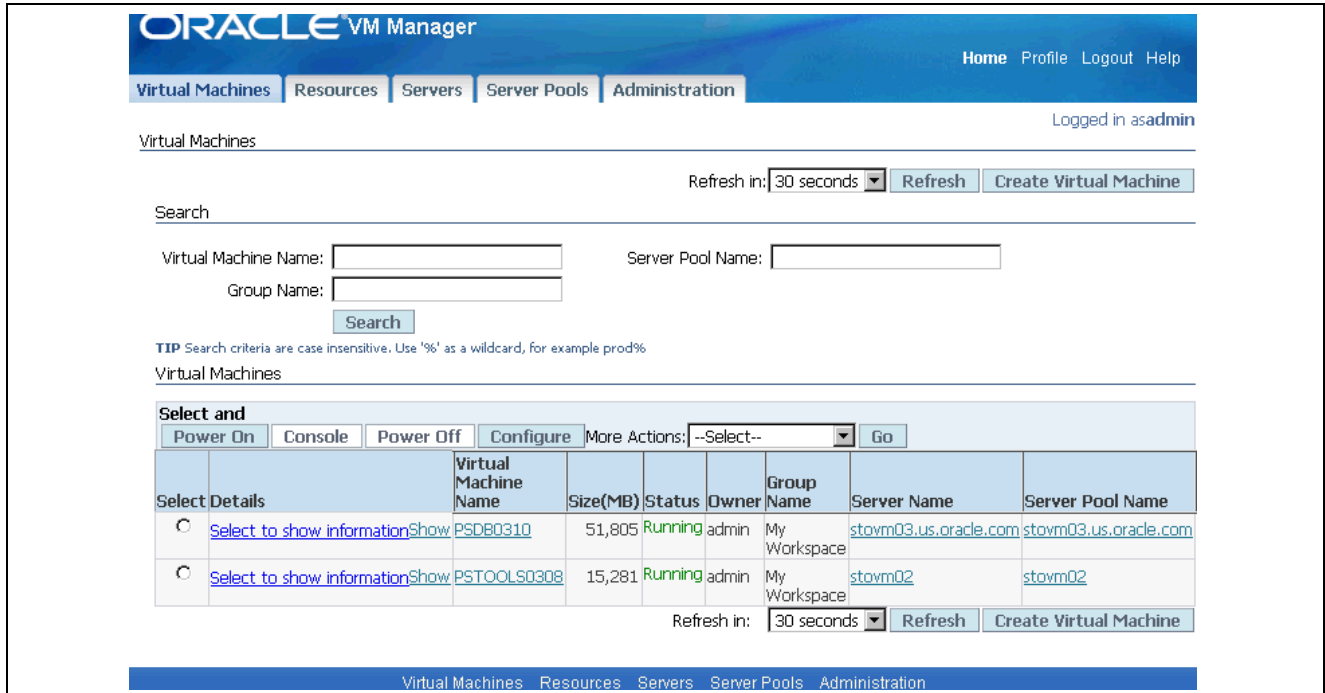 ORACLE VM Manager
Home Profile Logout Help
Virtual Machines Resources Servers Server Pools Administration
Logged in asadmin
Virtual Machines
Refresh in: 30 seconds Refresh Create Virtual Machine
Search
Virtual Machine Name: Server Pool Name:
Group Name:
Search
TIP Search criteria are case insensitive. Use '%' as a wildcard, for example prod%
Virtual Machines
Select and
Power On Console Power Off Configure More Actions: --Select-- Go
Select Details Virtual Machine Name Size(MB) Status Owner Group Name Server Name Server Pool Name
Select to show informationShow PSDB0310 51,805 Running admin My Workspace stovm03.us.oracle.com stovm03.us.oracle.com
Select to show informationShow PSTOOLS0308 15,281 Running admin My Workspace stovm02 stovm02
Refresh in: 30 seconds Refresh Create Virtual Machine
Virtual Machines Resources Servers Server Pools Administration